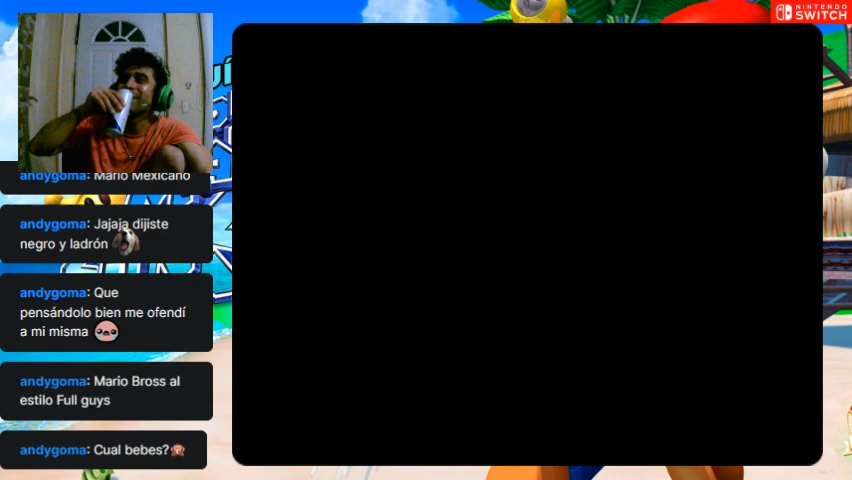 NINTENDO
SWITCH
andygoma: Mario Mexicano
andygoma: Jajaja dijiste
negro y ladrón
andygoma: Que
pensándolo bien me ofendí
a mi misma
andygoma: Mario Bross al
estilo Full guys
andygoma: Cual bebes?